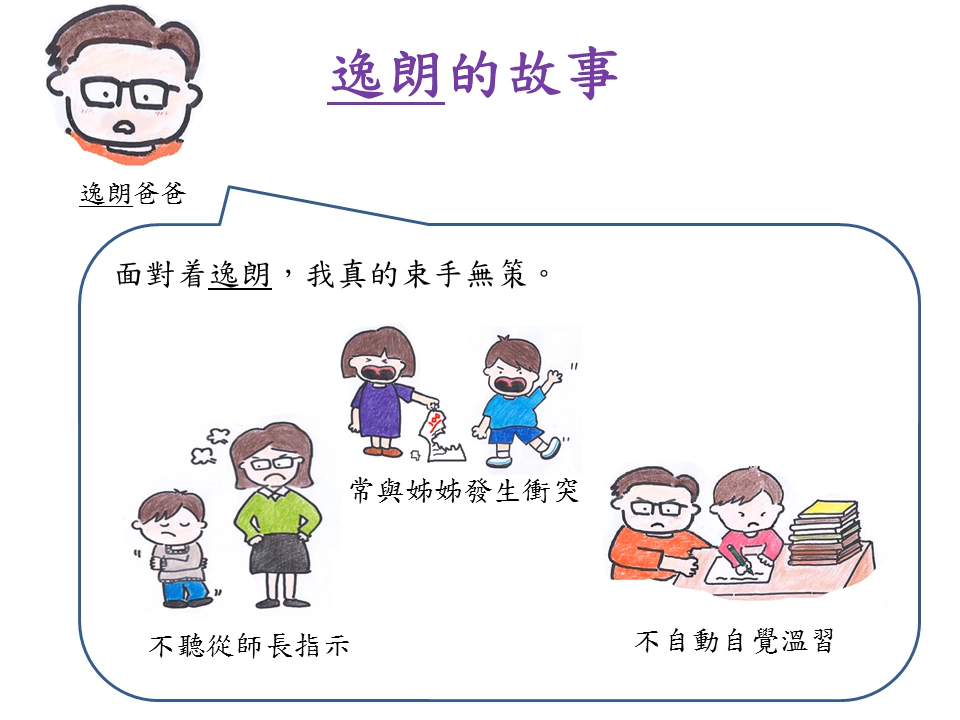 逸朗的故事
逸朗爸爸
面對着逸朗，我真的束手無策。
100
常與姊姊發生衝突
不聽從師長指示
不自動自覺溫習